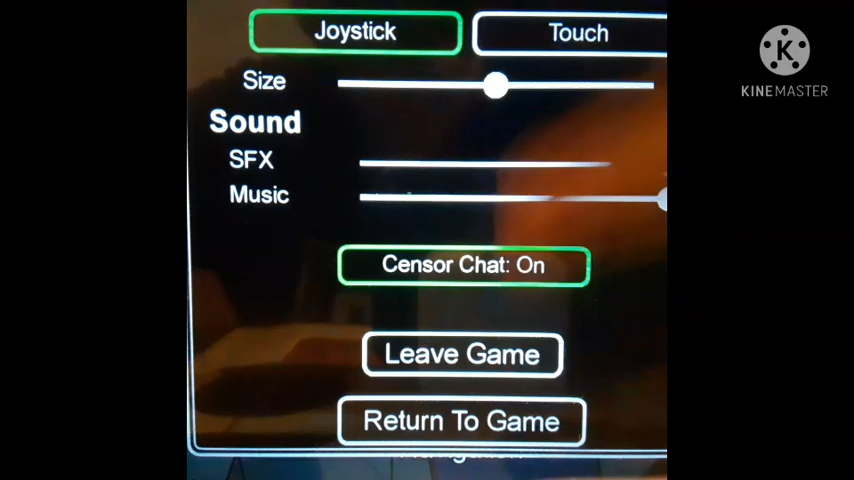 Joystick
Touch
Size
Sound
SFX
Music
Censor Chat: On
Leave Game
Return To Game
K
KINEMASTER